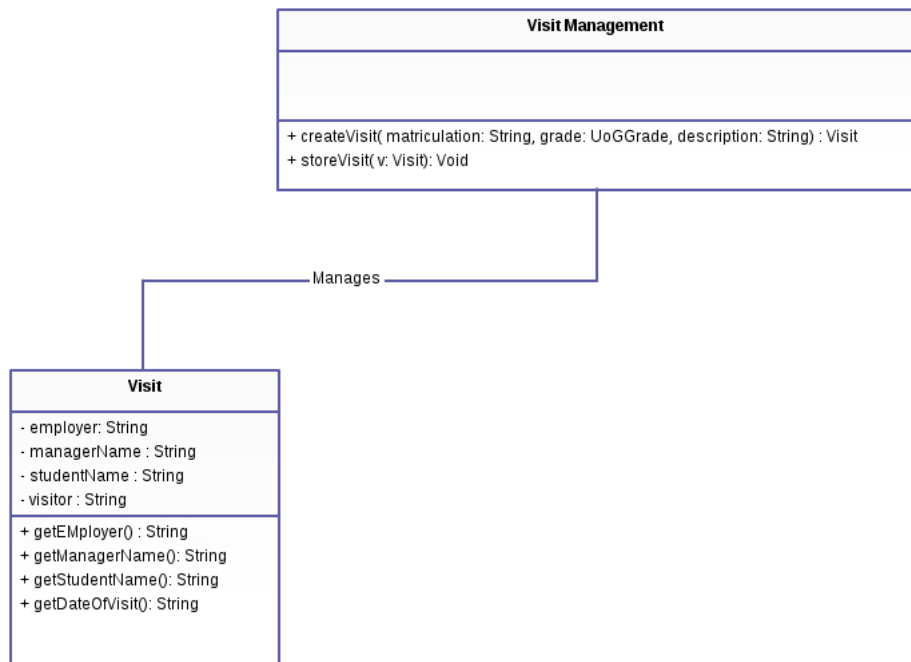 Visit Management
+ createVisit( matriculation: String, grade: UoGGrade, description: String) : Visit
+ storeVisit( v: Visit): Void
Manages
Visit
- employer: String
- managerName : String
- studentName : String
- visitor : String
+ getEMployer() : String
+ getManagerName(): String
+ getStudentName(): String
+ getDateOfVisit(): String